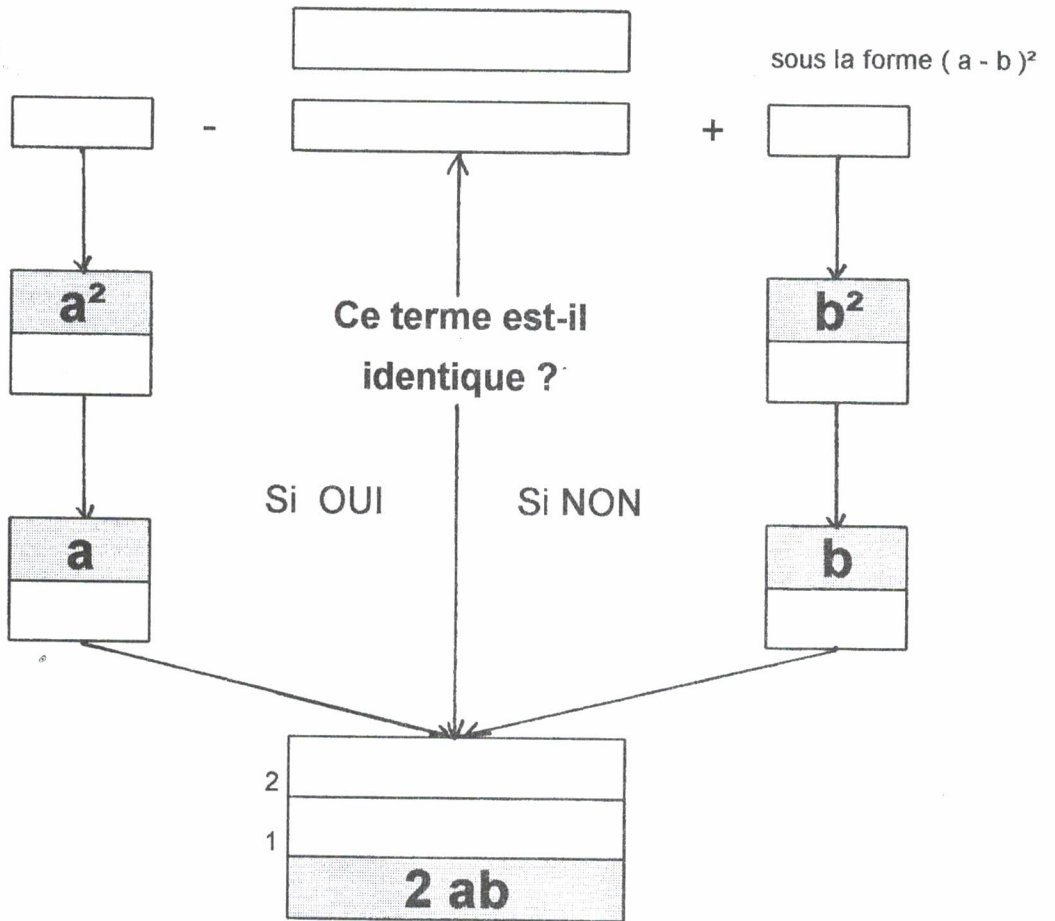 sous la forme ( a - b )²
- +
a² b²
Ce terme est-il
identique ?
Si OUI Si NON
a b
2
1
2 ab